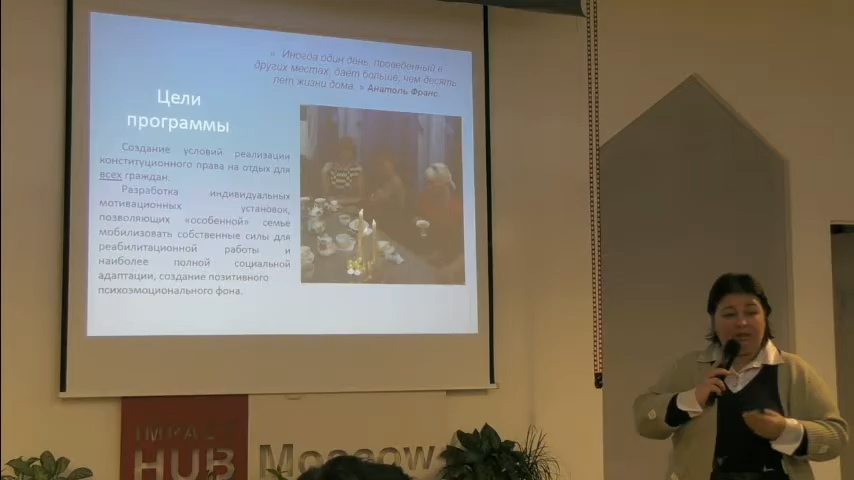 « Иногда один день, проведенный в
других местах, дает больше, чем десять
лет жизни дома. » Анатоль Франс.
Цели
программы
Создание условий реализации
конституционного права на отдых для
всех граждан.
Разработка индивидуальных
мотивационных установок,
позволяющих «особенной» семье
мобилизовать собственные силы для
реабилитационной работы и
наиболее полной социальной
адаптации, создание позитивного
психоэмоционального фона.
IMPACT
HUB Moscow